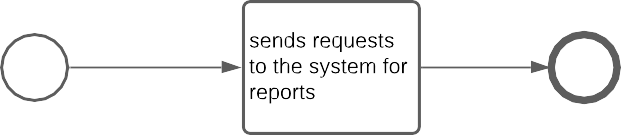 sends requests
to the system for
reports